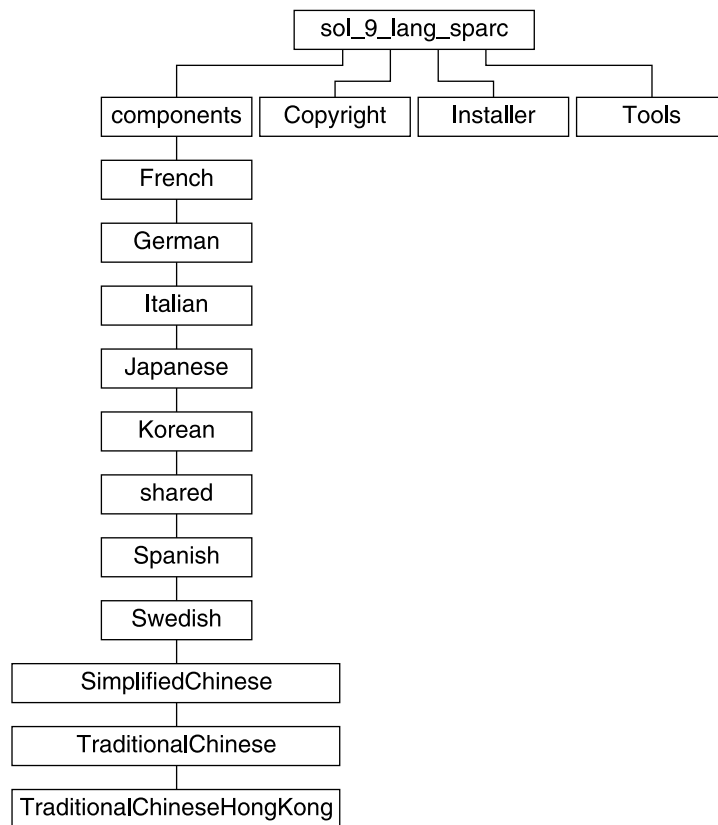 sol_9_lang_sparc
components
Copyright
Installer
Tools
French
German
Italian
Japanese
Korean
shared
Spanish
Swedish
SimplifiedChinese
TraditionalChinese
TraditionalChineseHongKong